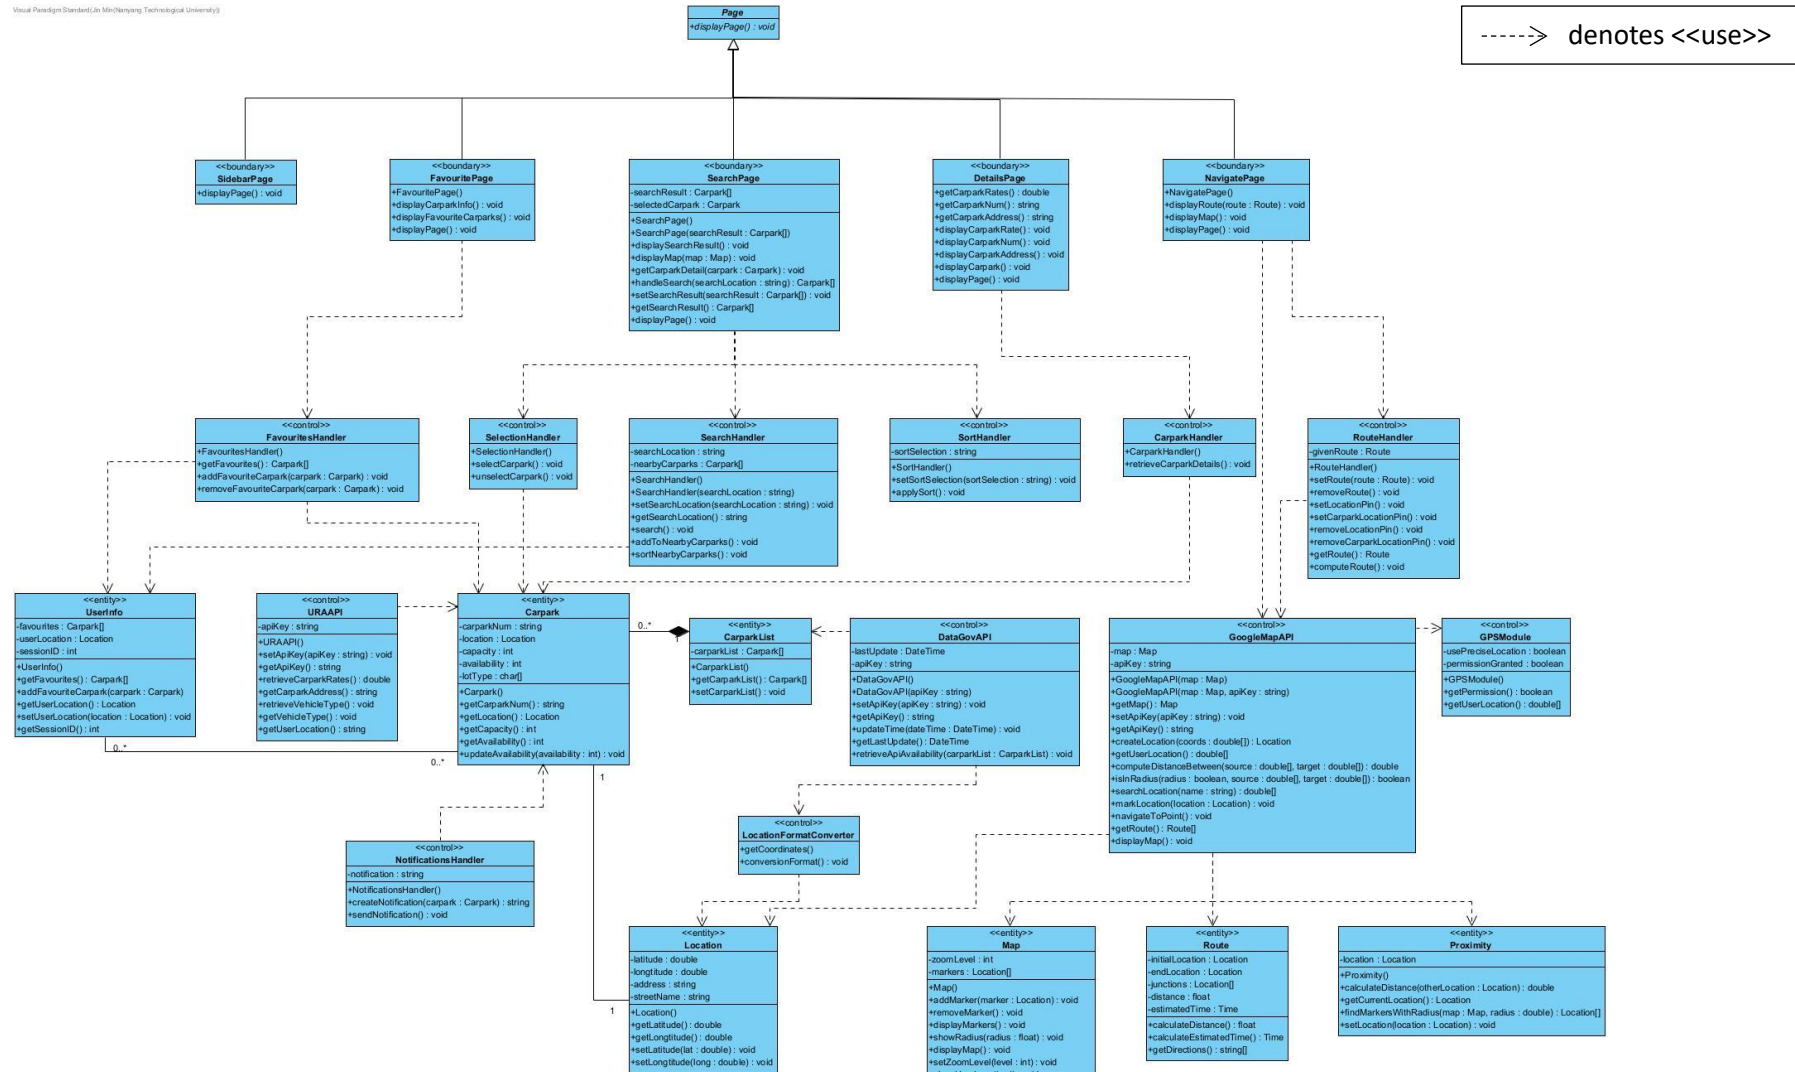 Visual Paradigm Standard(Jin Min(Nanyang Technological University))
Page
+displayPage() : void
denotes <<use>>
<<boundary>>
SidebarPage
+displayPage() : void
<<boundary>>
FavouritePage
+FavouritePage()
+displayCarparkInfo() : void
+displayFavouriteCarparks() : void
+displayPage() : void
<<boundary>>
SearchPage
-searchResult : Carpark[]
-selectedCarpark : Carpark
+SearchPage()
+SearchPage(searchResult : Carpark[])
+displaySearchResult() : void
+displayMap(map : Map) : void
+getCarparkDetail(carpark : Carpark) : void
+handleSearch(searchLocation : string) : Carpark[]
+setSearchResult(searchResult : Carpark[]) : void
+getSearchResult() : Carpark[]
+displayPage() : void
<<boundary>>
DetailsPage
+getCarparkRates() : double
+getCarparkNum() : string
+getCarparkAddress() : string
+displayCarparkRate() : void
+displayCarparkNum() : void
+displayCarparkAddress() : void
+displayCarpark() : void
+displayPage() : void
<<boundary>>
NavigatePage
+NavigatePage()
+displayRoute(route : Route) : void
+displayMap() : void
+displayPage() : void
<<control>>
FavouritesHandler
+FavouritesHandler()
+getFavourites() : Carpark[]
+addFavouriteCarpark(carpark : Carpark) : void
+removeFavouriteCarpark(carpark : Carpark) : void
<<control>>
SelectionHandler
+SelectionHandler()
+selectCarpark() : void
+unselectCarpark() : void
<<control>>
SearchHandler
-searchLocation : string
-nearbyCarparks : Carpark[]
+SearchHandler()
+SearchHandler(searchLocation : string)
+setSearchLocation(searchLocation : string) : void
+getSearchLocation() : string
+search() : void
+addToNearbyCarparks() : void
+sortNearbyCarparks() : void
<<control>>
SortHandler
-sortSelection : string
+SortHandler()
+setSortSelection(sortSelection : string) : void
+applySort() : void
<<control>>
CarparkHandler
+CarparkHandler()
+retrieveCarparkDetails() : void
<<control>>
RouteHandler
-givenRoute : Route
+RouteHandler()
+setRoute(route : Route) : void
+removeRoute() : void
+setLocationPin() : void
+setCarparkLocationPin() : void
+removeLocationPin() : void
+removeCarparkLocationPin() : void
+getRoute() : Route
+computeRoute() : void
<<entity>>
UserInfo
-favourites : Carpark[]
-userLocation : Location
-sessionID : int
+UserInfo()
+getFavourites() : Carpark[]
+addFavouriteCarpark(carpark : Carpark)
+getUserLocation() : Location
+setUserLocation(location : Location) : void
+getSessionID() : int
<<control>>
URAAPI
-apiKey : string
+URAAPI()
+setApiKey(apiKey : string) : void
+getApiKey() : string
+retrieveCarparkRates() : double
+getCarparkAddress() : string
+retrieveVehicleType() : void
+getVehicleType() : void
+getUserLocation() : string
<<entity>>
Carpark
-carparkNum : string
-location : Location
-capacity : int
-availability : int
-lotType : char[]
+Carpark()
+getCarparkNum() : string
+getLocation() : Location
+getCapacity() : int
+getAvailability() : int
+updateAvailability(availability : int) : void
0..*
1
<<entity>>
CarparkList
-carparkList : Carpark[]
+CarparkList()
+getCarparkList() : Carpark[]
+setCarparkList() : void
<<control>>
DataGovAPI
-lastUpdate : DateTime
-apiKey : string
+DataGovAPI()
+DataGovAPI(apiKey : string)
+setApiKey(apiKey : string) : void
+getApiKey() : string
+updateTime(dateTime : DateTime) : void
+getLastUpdate() : DateTime
+retrieveApiAvailability(carparkList : CarparkList) : void
<<control>>
GoogleMapAPI
-map : Map
-apiKey : string
+GoogleMapAPI(map : Map)
+GoogleMapAPI(map : Map, apiKey : string)
+getMap() : Map
+setApiKey(apiKey : string) : void
+getApiKey() : string
+createLocation(coords : double[]) : Location
+getUserLocation() : double[]
+computeDistanceBetween(source : double[], target : double[]) : double
+isInRadius(radius : boolean, source : double[], target : double[]) : boolean
+searchLocation(name : string) : double[]
+markLocation(location : Location) : void
+navigateToPoint() : void
+getRoute() : Route[]
+displayMap() : void
<<control>>
GPSModule
-usePreciseLocation : boolean
-permissionGranted : boolean
+GPSModule()
+getPermission() : boolean
+getUserLocation() : double[]
0..*
0..*
1
<<control>>
NotificationsHandler
-notification : string
+NotificationsHandler()
+createNotification(carpark : Carpark) : string
+sendNotification() : void
<<control>>
LocationFormatConverter
+getCoordinates()
+conversionFormat() : void
1
<<entity>>
Location
-latitude : double
-longtitude : double
-address : string
-streetName : string
+Location()
+getLatitude() : double
+getLongtitude() : double
+setLatitude(lat : double) : void
+setLongtitude(long : double) : void
<<entity>>
Map
-zoomLevel : int
-markers : Location[]
+Map()
+addMarker(marker : Location) : void
+removeMarker() : void
+displayMarkers() : void
+showRadius(radius : float) : void
+displayMap() : void
+setZoomLevel(level : int) : void
<<entity>>
Route
-initialLocation : Location
-endLocation : Location
-junctions : Location[]
-distance : float
-estimatedTime : Time
+calculateDistance() : float
+calculateEstimatedTime() : Time
+getDirections() : string[]
<<entity>>
Proximity
-location : Location
+Proximity()
+calculateDistance(otherLocation : Location) : double
+getCurrentLocation() : Location
+findMarkersWithRadius(map : Map, radius : double) : Location[]
+setLocation(location : Location) : void